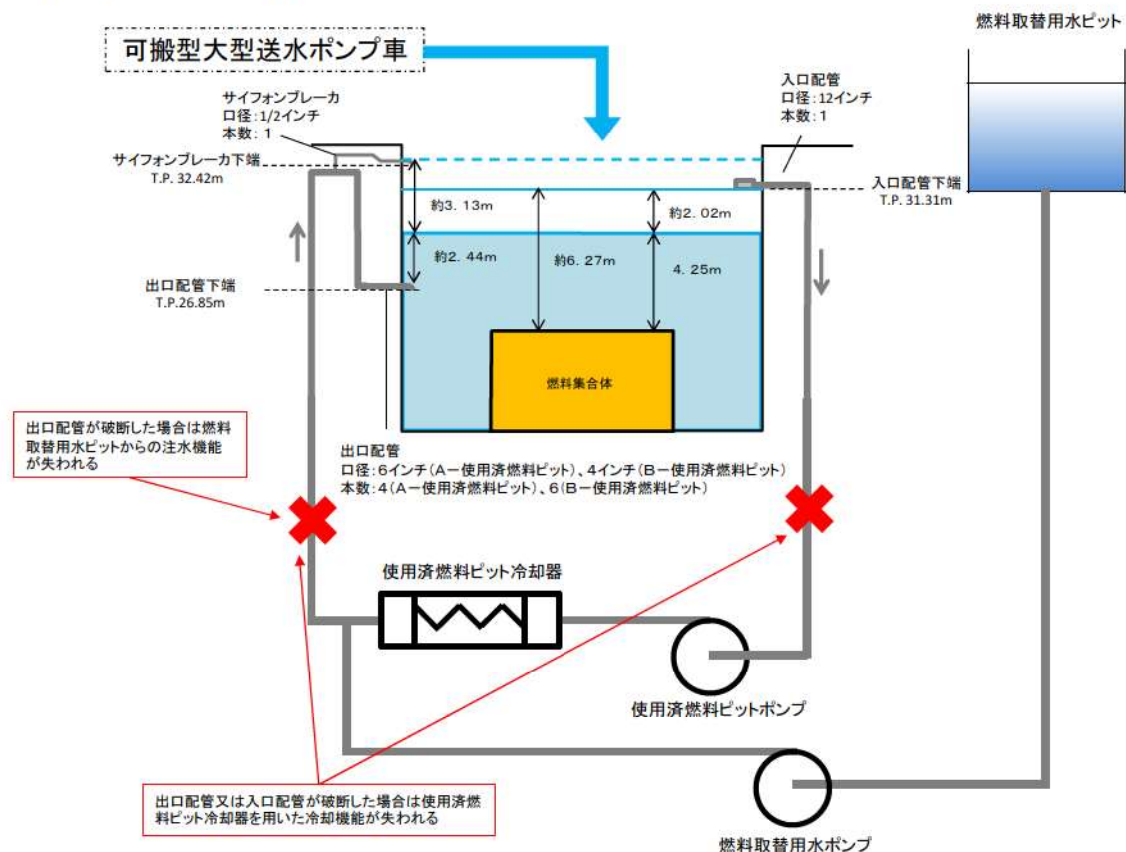 燃料取替用水ピット
可搬型大型送水ポンプ車
サイフォンブレーカ
口径:1/2インチ
本数:1
入口配管
口径:12インチ
本数:1
サイフォンブレーカ下端
T.P. 32.42m
入口配管下端
T.P. 31.31m
約3.13m
約2.02m
約2.44m
約6.27m
4.25m
出口配管下端
T.P.26.85m
燃料集合体
出口配管が破断した場合は燃料
取替用水ピットからの注水機能
が失われる
出口配管
口径:6インチ(A-使用済燃料ピット)、4インチ(B-使用済燃料ピット)
本数:4(A-使用済燃料ピット)、6(B-使用済燃料ピット)
使用済燃料ピット冷却器
使用済燃料ピットポンプ
出口配管又は入口配管が破断した場合は使用済燃
料ピット冷却器を用いた冷却機能が失われる
燃料取替用水ポンプ